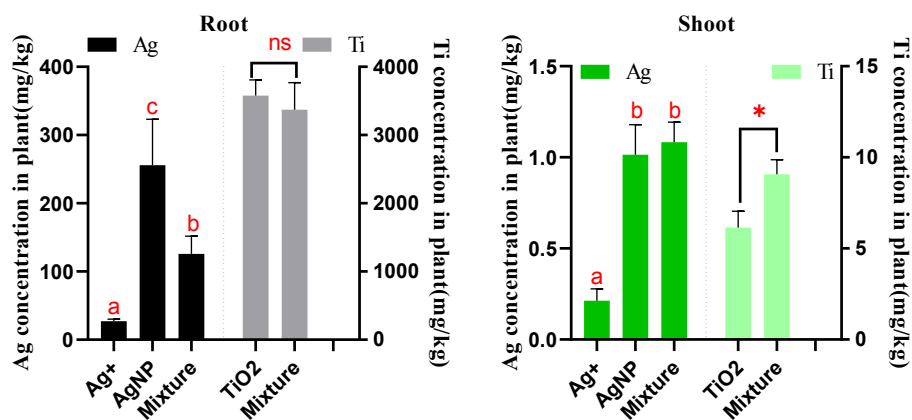 Root
Ag
Ti
Ag concentration in plant(mg/kg)
400
300
200
100
0
a
c
b
ns
4000
3000
2000
1000
0
Ti concentration in plant(mg/kg)
Ag+
AgNP
Mixture
TiO2
Mixture
Shoot
Ag
Ti
Ag concentration in plant(mg/kg)
1.5
1.0
0.5
0.0
a
b
b
*
15
10
5
0
Ti concentration in plant(mg/kg)
Ag+
AgNP
Mixture
TiO2
Mixture